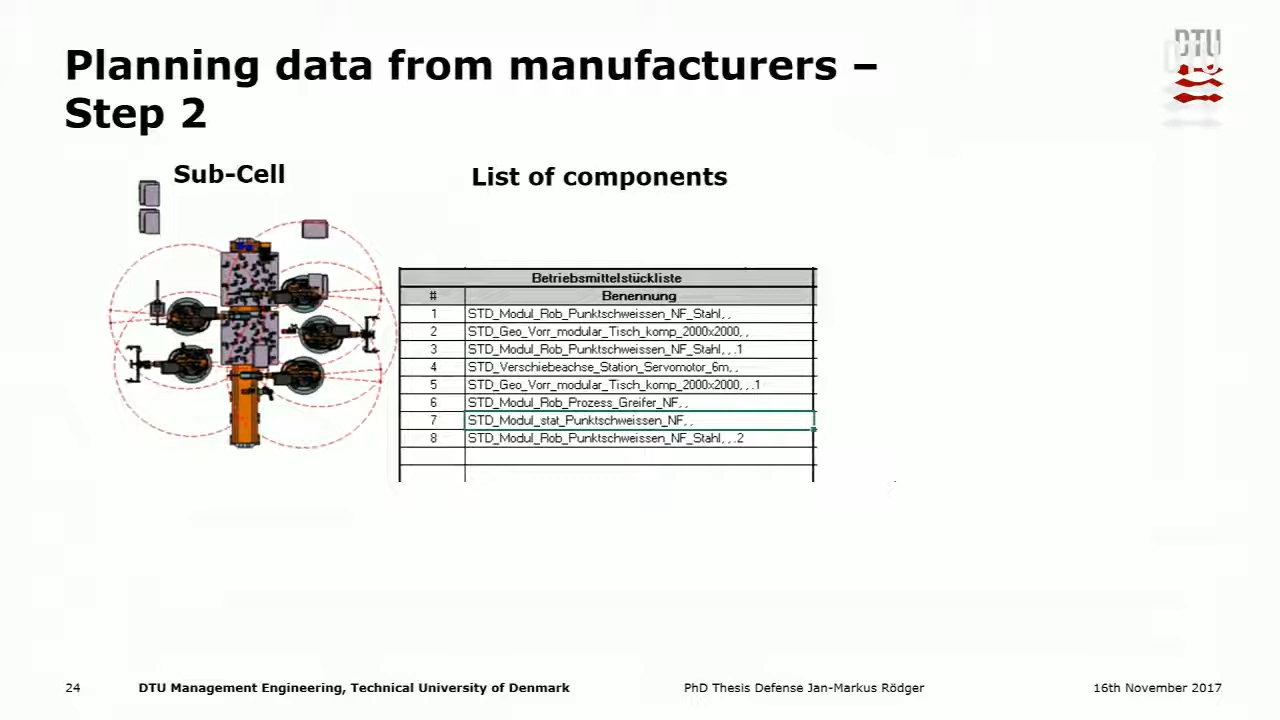 Planning data from manufacturers –
Step 2
DTU
Sub-Cell
List of components
Betriebsmittelstückliste
# Benennung
1 STD_Modul_Rob_Punktschweissen_NF_Stahl, ,
2 STD_Geo_Vorr_modular_Tisch_komp_2000x2000, ,
3 STD_Modul_Rob_Punktschweissen_NF_Stahl, , .1
4 STD_Verschiebeachse_Station_Servomotor_6m, ,
5 STD_Geo_Vorr_modular_Tisch_komp_2000x2000, , .1
6 STD_Modul_Rob_Prozess_Greifer_NF, ,
7 STD_Modul_stat_Punktschweissen_NF, ,
8 STD_Modul_Rob_Punktschweissen_NF_Stahl, , .2
24 DTU Management Engineering, Technical University of Denmark PhD Thesis Defense Jan-Markus Rödger 16th November 2017